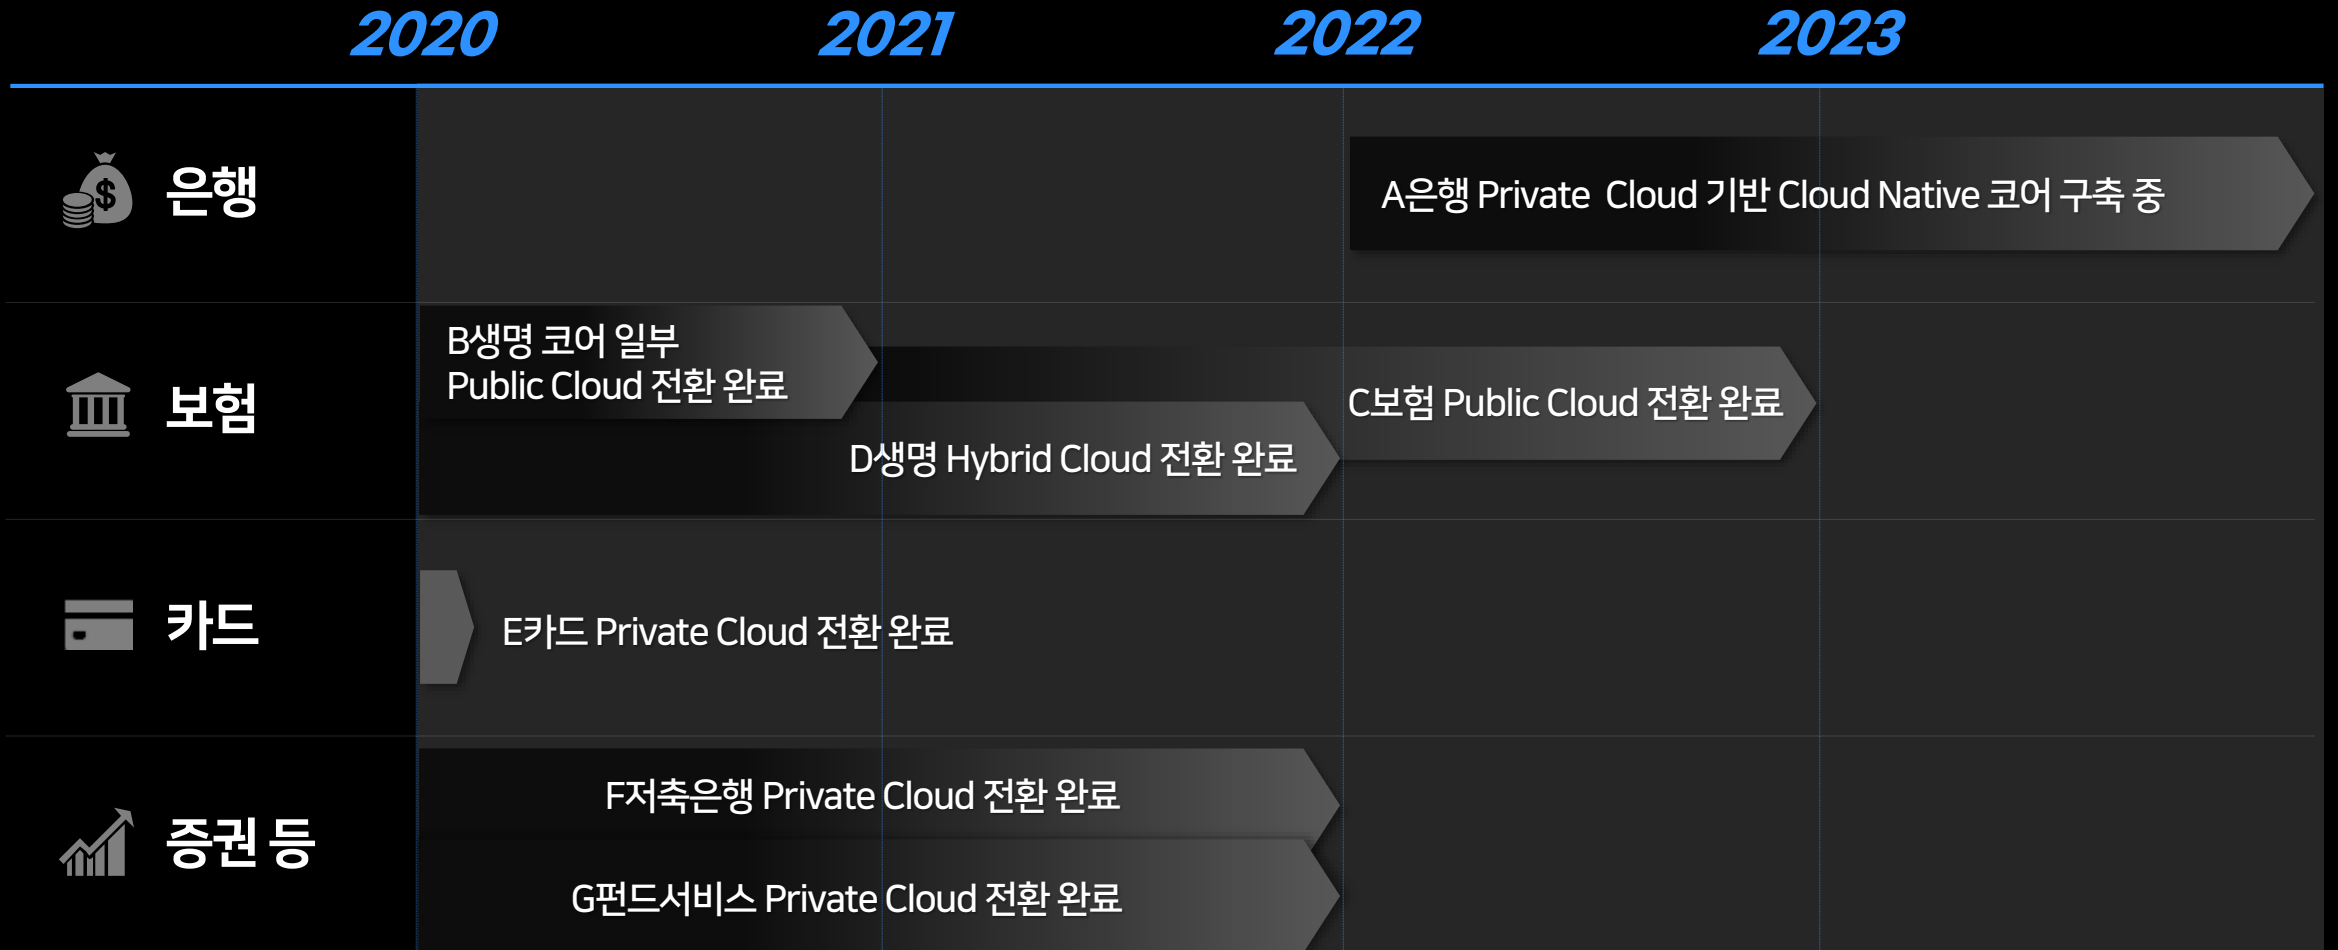 2020 2021 2022 2023
은행
A은행 Private Cloud 기반 Cloud Native 코어 구축 중
보험
B생명 코어 일부
Public Cloud 전환 완료
C보험 Public Cloud 전환 완료
D생명 Hybrid Cloud 전환 완료
카드
E카드 Private Cloud 전환 완료
증권 등
F저축은행 Private Cloud 전환 완료
G펀드서비스 Private Cloud 전환 완료